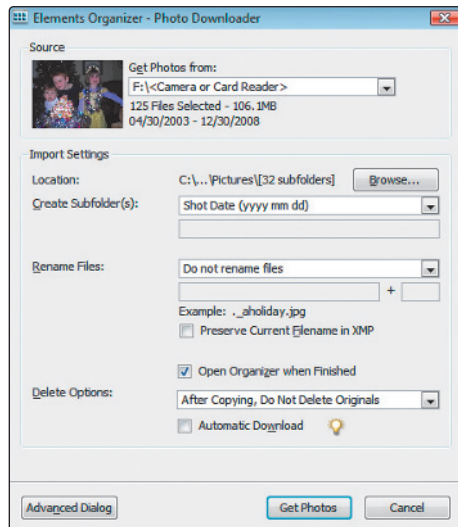 Elements Organizer - Photo Downloader
Source
Get Photos from:
F:\<Camera or Card Reader>
125 Files Selected - 106.1MB
04/30/2003 - 12/30/2008
Import Settings
Location: C:\...\Pictures\[32 subfolders] Browse...
Create Subfolder(s): Shot Date (yyyy mm dd)
Rename Files: Do not rename files
+
Example: ._aholiday.jpg
Preserve Current Filename in XMP
Open Organizer when Finished
Delete Options: After Copying, Do Not Delete Originals
Automatic Download
Advanced Dialog Get Photos Cancel